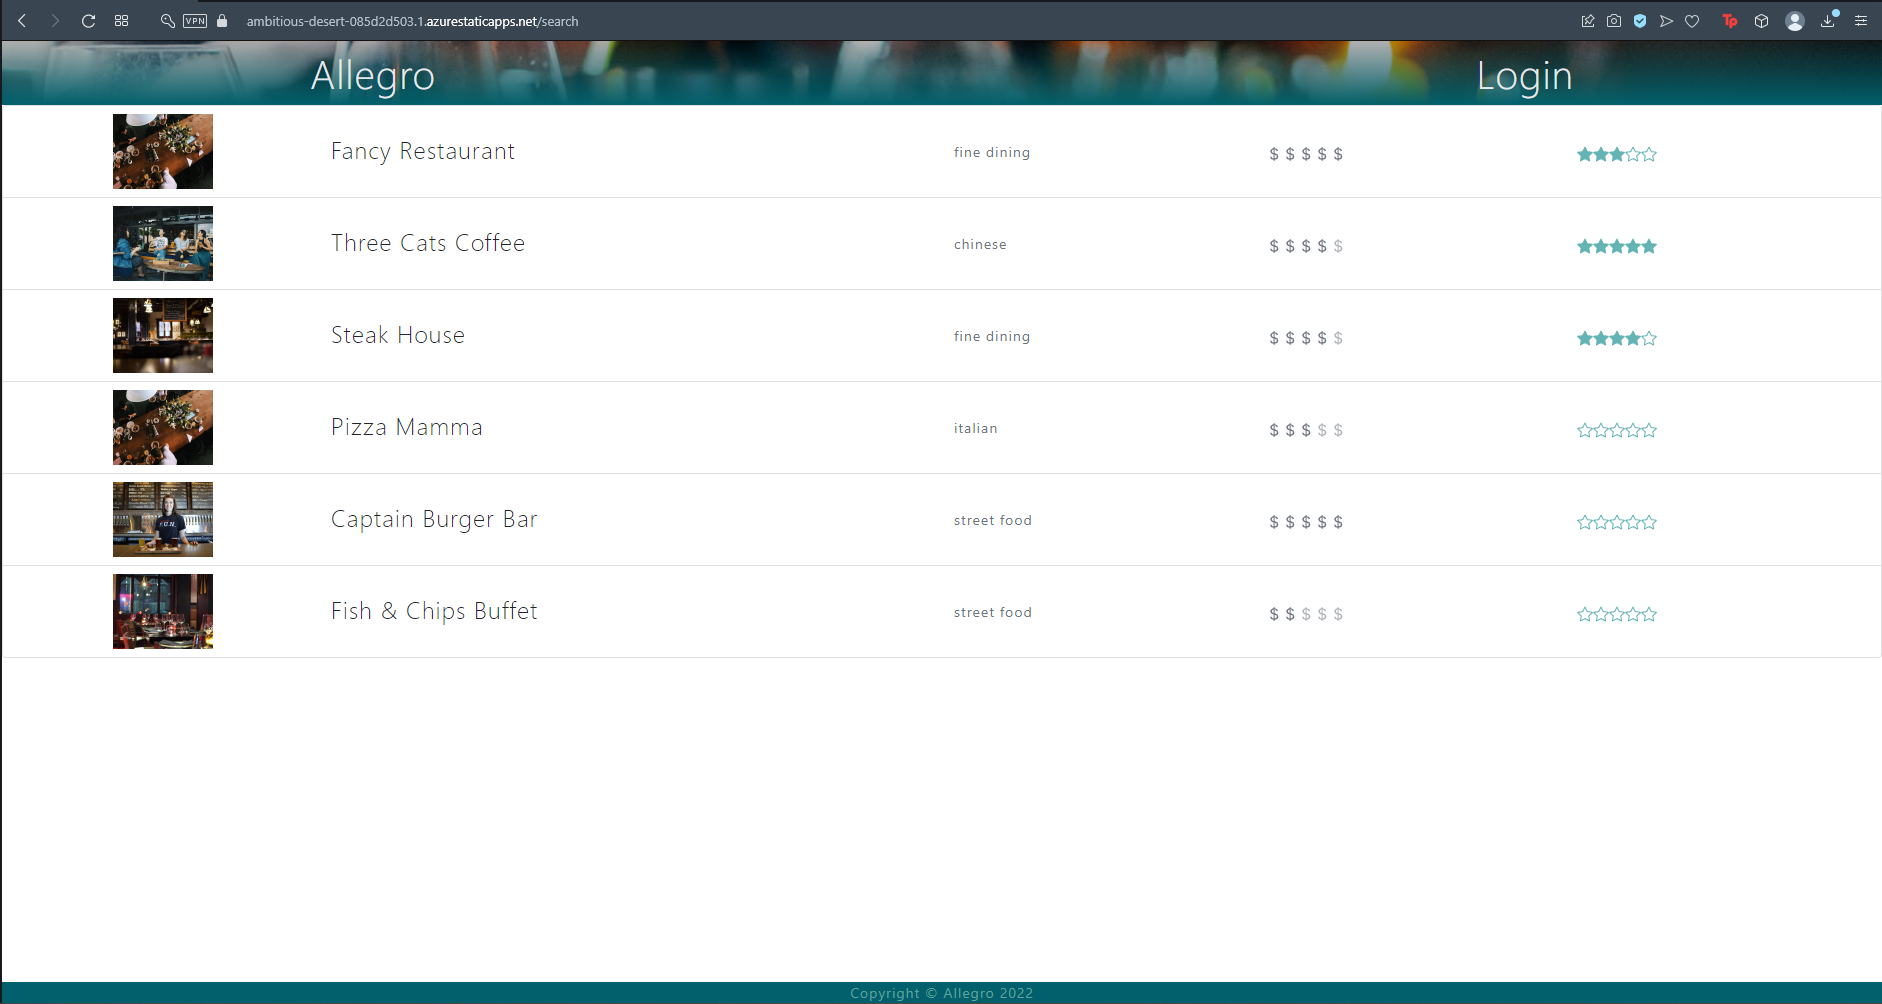 VPN ambitious-desert-085d2d503.1.azurestaticapps.net/search Tp
Allegro Login
Fancy Restaurant fine dining $ $ $ $ $
Three Cats Coffee chinese $ $ $ $ $
Steak House fine dining $ $ $ $ $
Pizza Mamma italian $ $ $ $ $
Captain Burger Bar street food $ $ $ $ $
Fish & Chips Buffet street food $ $ $ $ $
Copyright © Allegro 2022